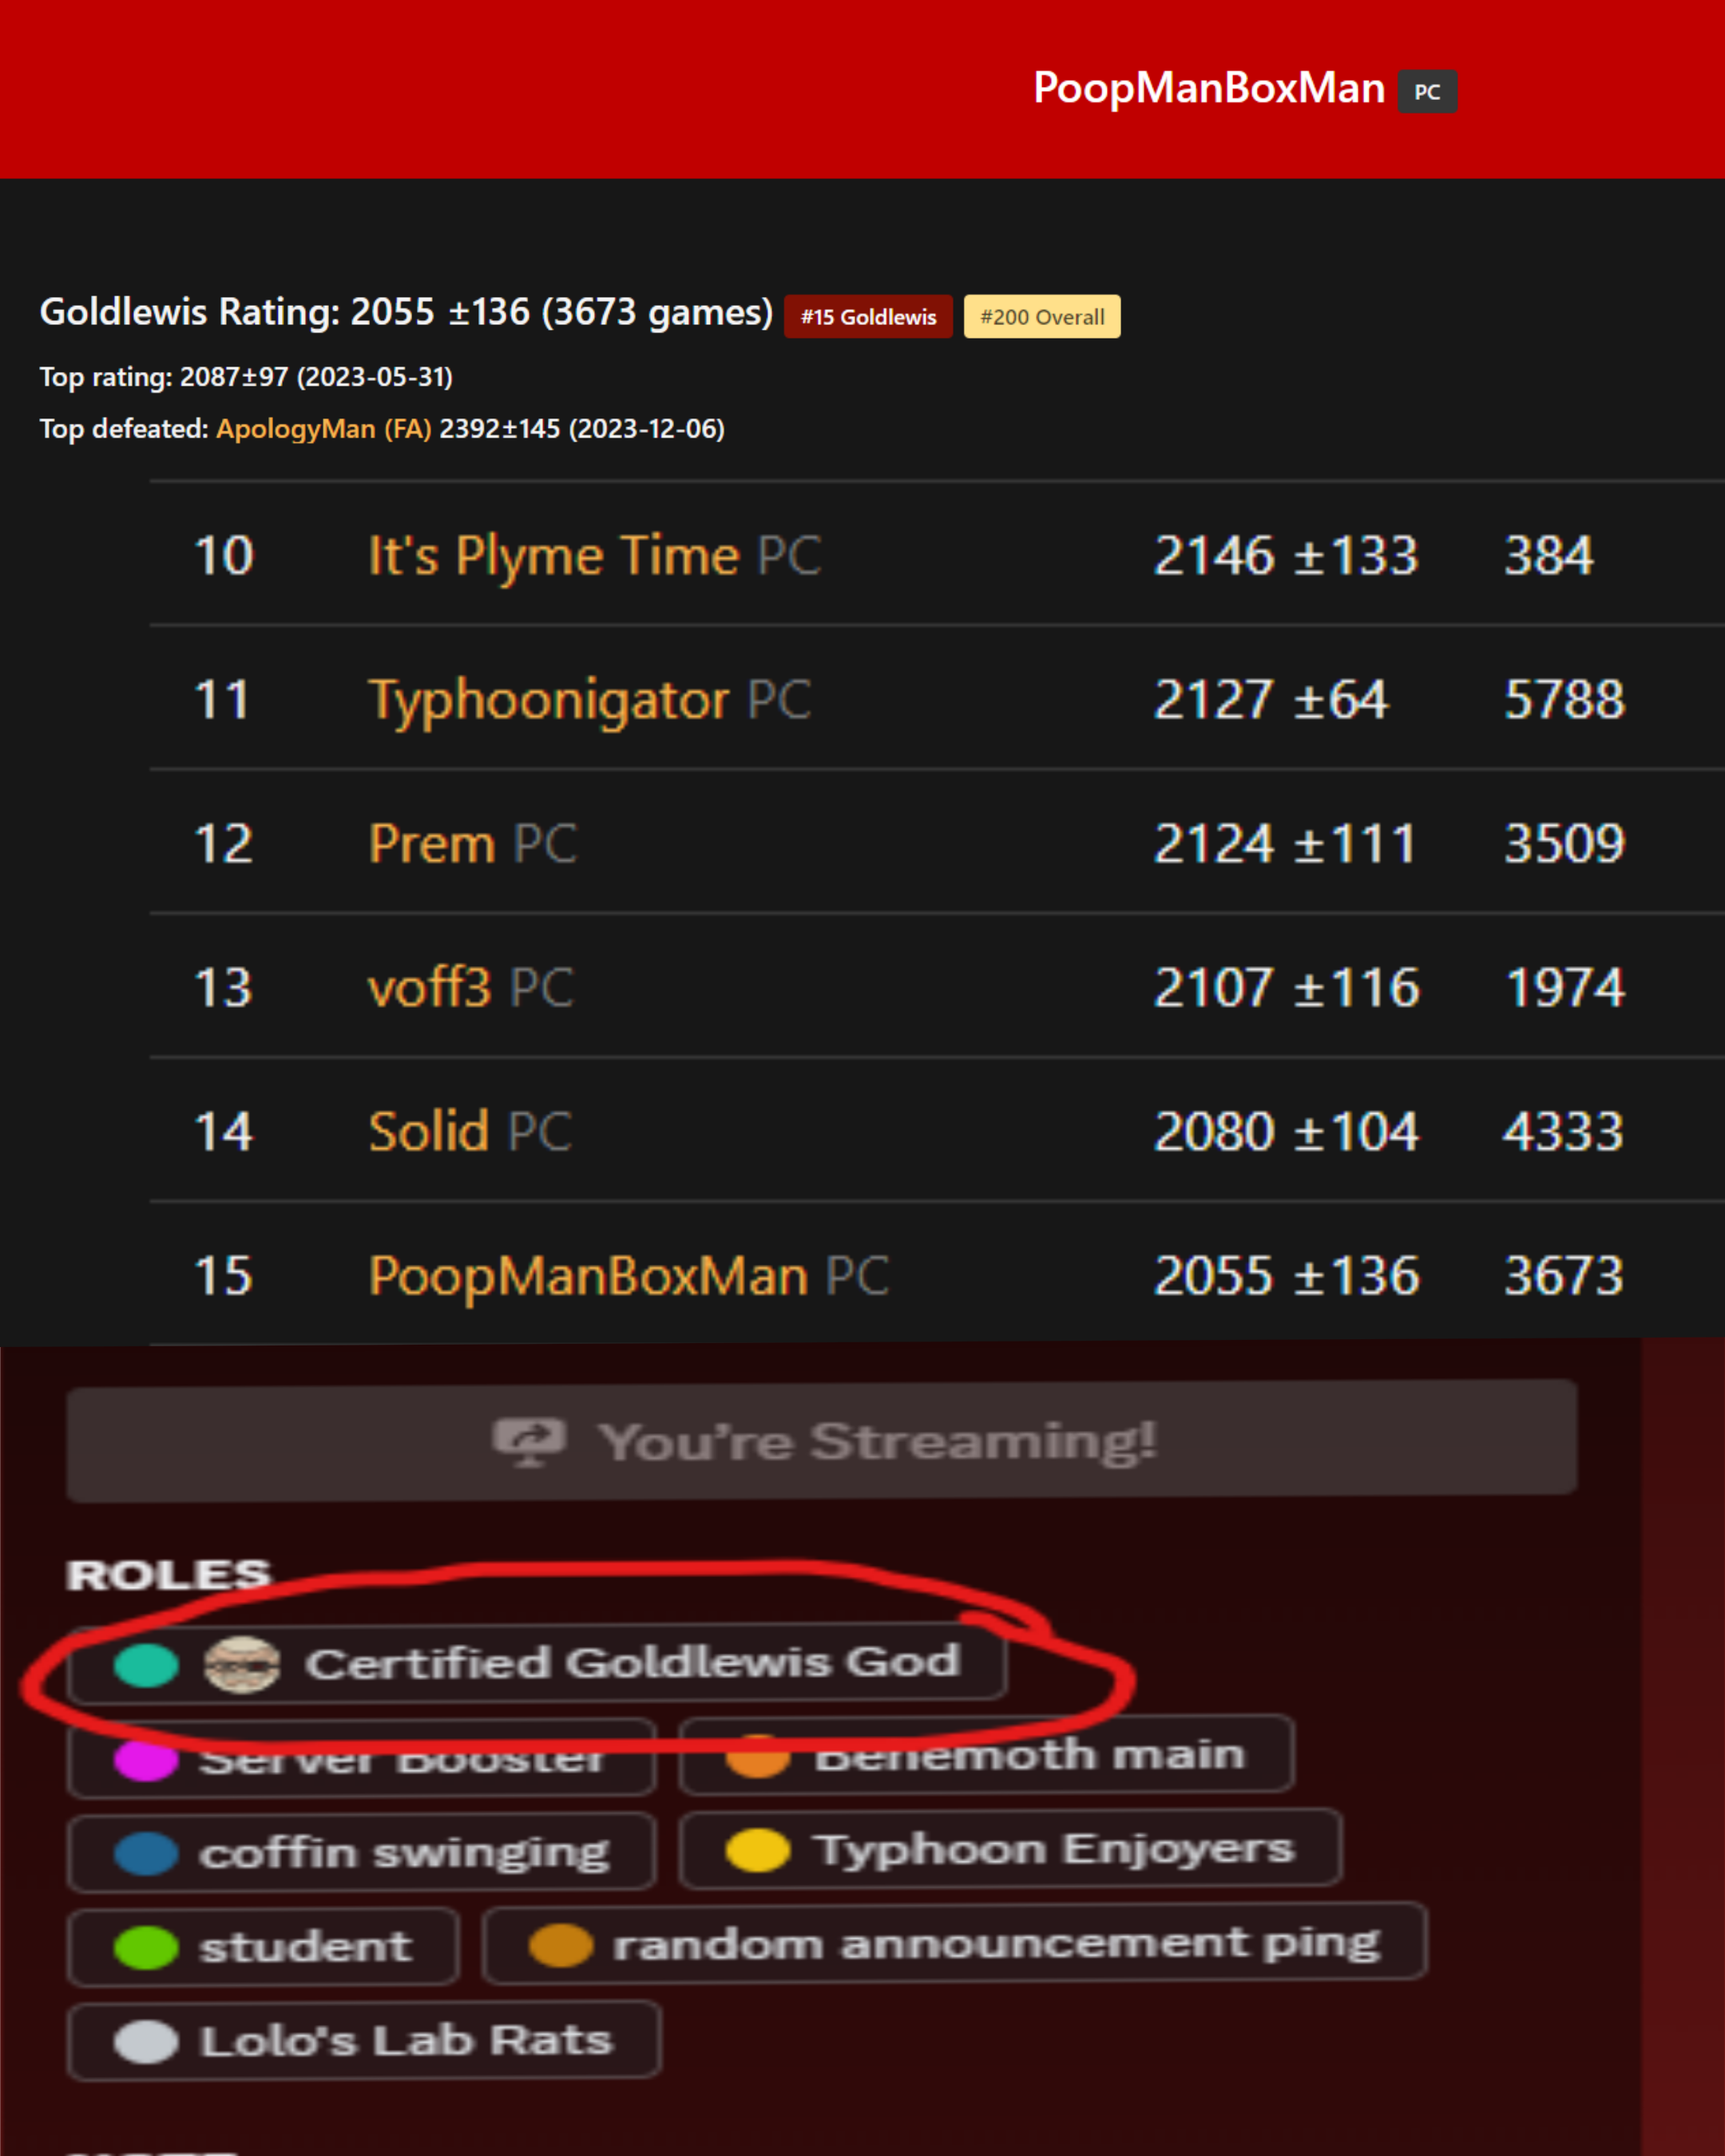 PoopManBoxMan PC
Goldlewis Rating: 2055 ±136 (3673 games) #15 Goldlewis #200 Overall
Top rating: 2087±97 (2023-05-31)
Top defeated: ApologyMan (FA) 2392±145 (2023-12-06)
10 It's Plyme Time PC 2146 ±133 384
11 Typhoonigator PC 2127 ±64 5788
12 Prem PC 2124 ±111 3509
13 voff3 PC 2107 ±116 1974
14 Solid PC 2080 ±104 4333
15 PoopManBoxMan PC 2055 ±136 3673
You're Streaming!
ROLES
Certified Goldlewis God
Server Booster Behemoth main
coffin swinging Typhoon Enjoyers
student random announcement ping
Lolo's Lab Rats